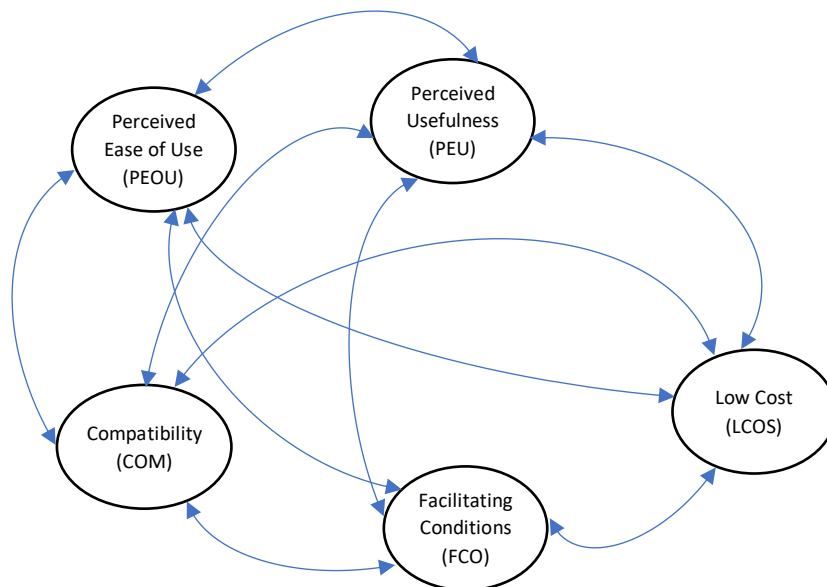 Perceived
Ease of Use
(PEOU)
Perceived
Usefulness
(PEU)
Compatibility
(COM)
Low Cost
(LCOS)
Facilitating
Conditions
(FCO)